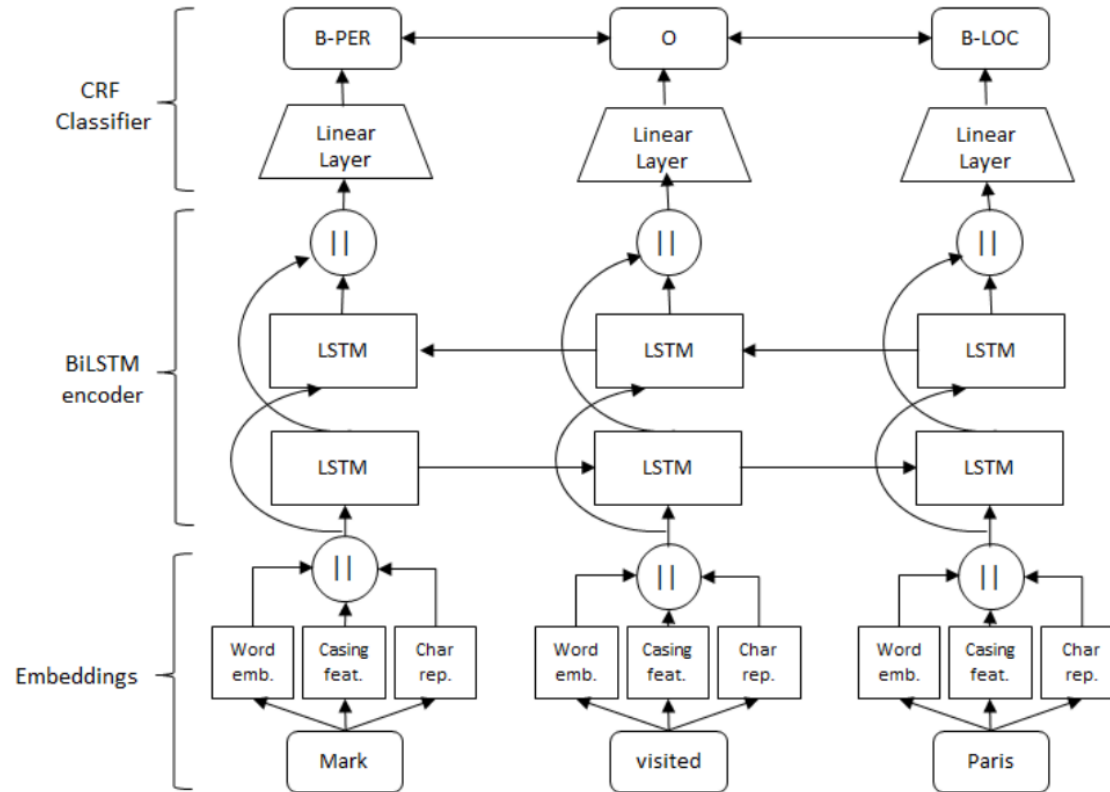 B-PER
O
B-LOC
CRF
Classifier
Linear
Layer
Linear
Layer
Linear
Layer
||
||
||
BiLSTM
encoder
LSTM
LSTM
LSTM
LSTM
LSTM
LSTM
||
||
||
Embeddings
Word
emb.
Casing
feat.
Char
rep.
Word
emb.
Casing
feat.
Char
rep.
Word
emb.
Casing
feat.
Char
rep.
Mark
visited
Paris